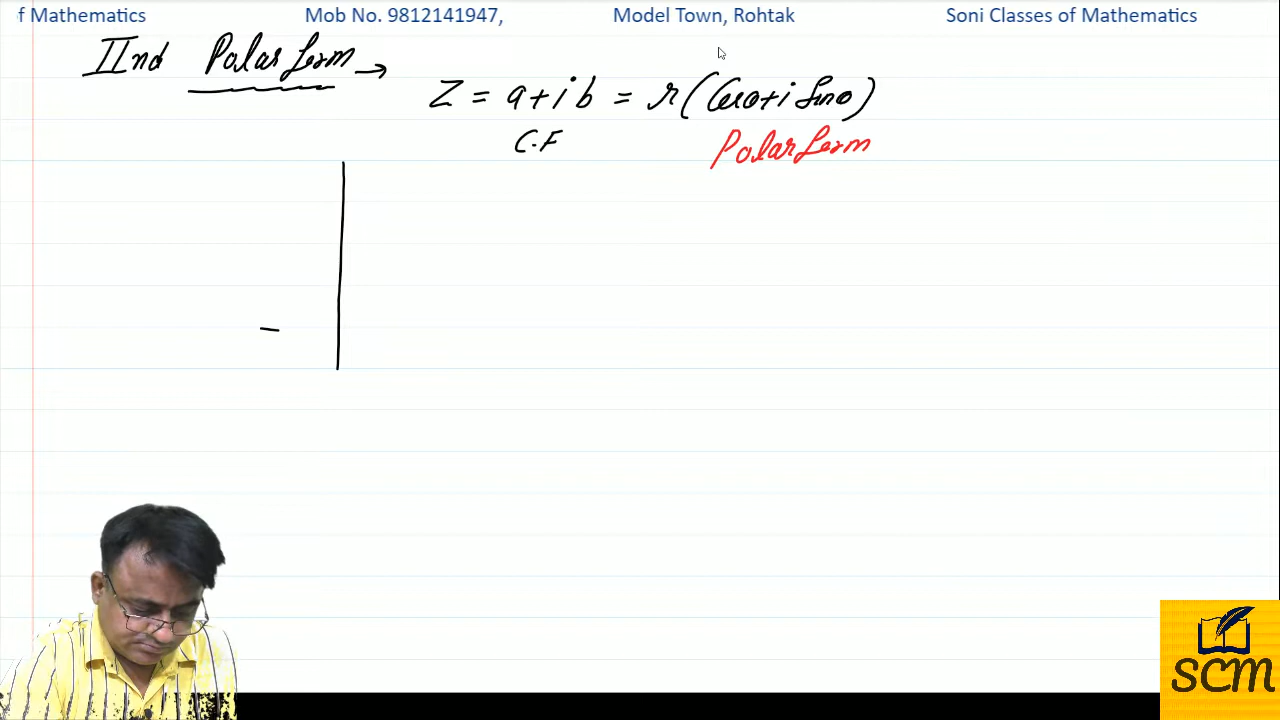 f Mathematics Mob No. 9812141947, Model Town, Rohtak Soni Classes of Mathematics
IInd Polar form →
Z = a+ib = r(Cosθ+i Sinθ)
C.F Polar form
SCM